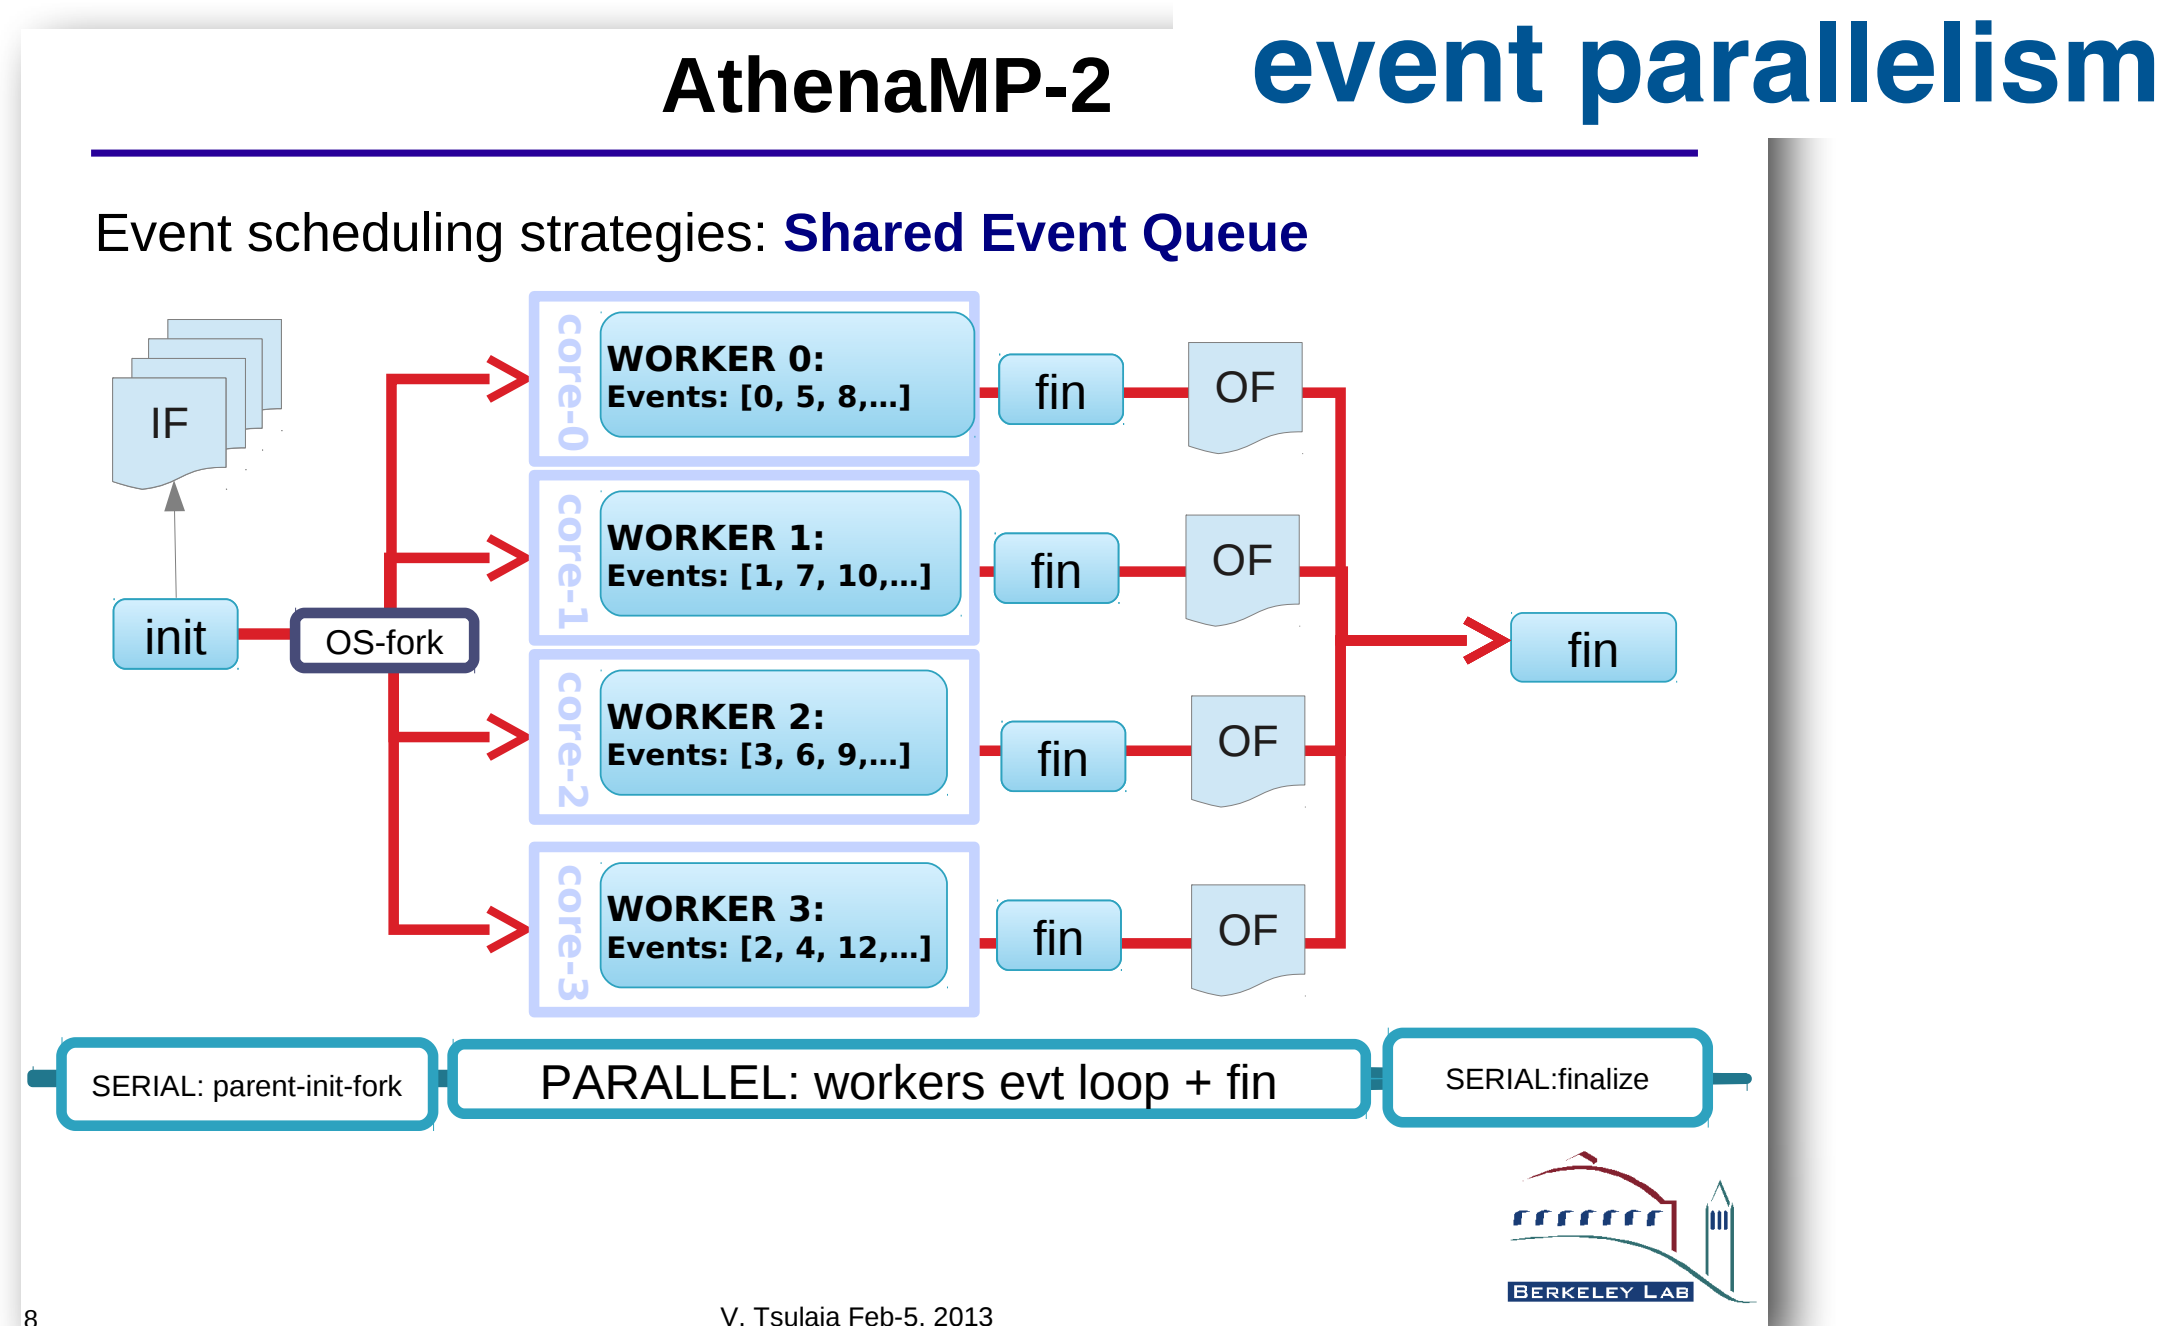 event parallelism
AthenaMP-2
Event scheduling strategies: Shared Event Queue
IF
init
OS-fork
core-0
WORKER 0:
Events: [0, 5, 8,...]
fin
OF
core-1
WORKER 1:
Events: [1, 7, 10,...]
fin
OF
core-2
WORKER 2:
Events: [3, 6, 9,...]
fin
OF
core-3
WORKER 3:
Events: [2, 4, 12,...]
fin
OF
fin
SERIAL: parent-init-fork
PARALLEL: workers evt loop + fin
SERIAL:finalize
BERKELEY LAB
8
V. Tsulaia Feb-5, 2013